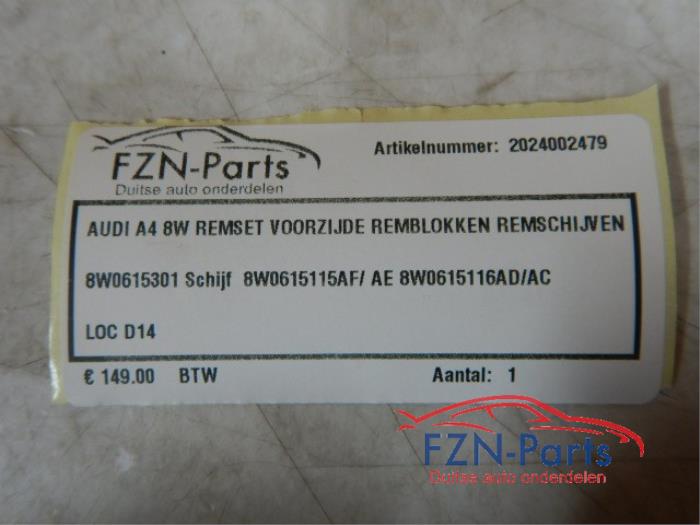 FZN-Parts
Duitse auto onderdelen
Artikelnummer: 2024002479
AUDI A4 8W REMSET VOORZIJDE REMBLOKKEN REMSCHIJVEN
8W0615301 Schijf 8W0615115AF/ AE 8W0615116AD/AC
LOC D14
€ 149.00 BTW Aantal: 1
FZN-Parts
Duitse auto onderdelen